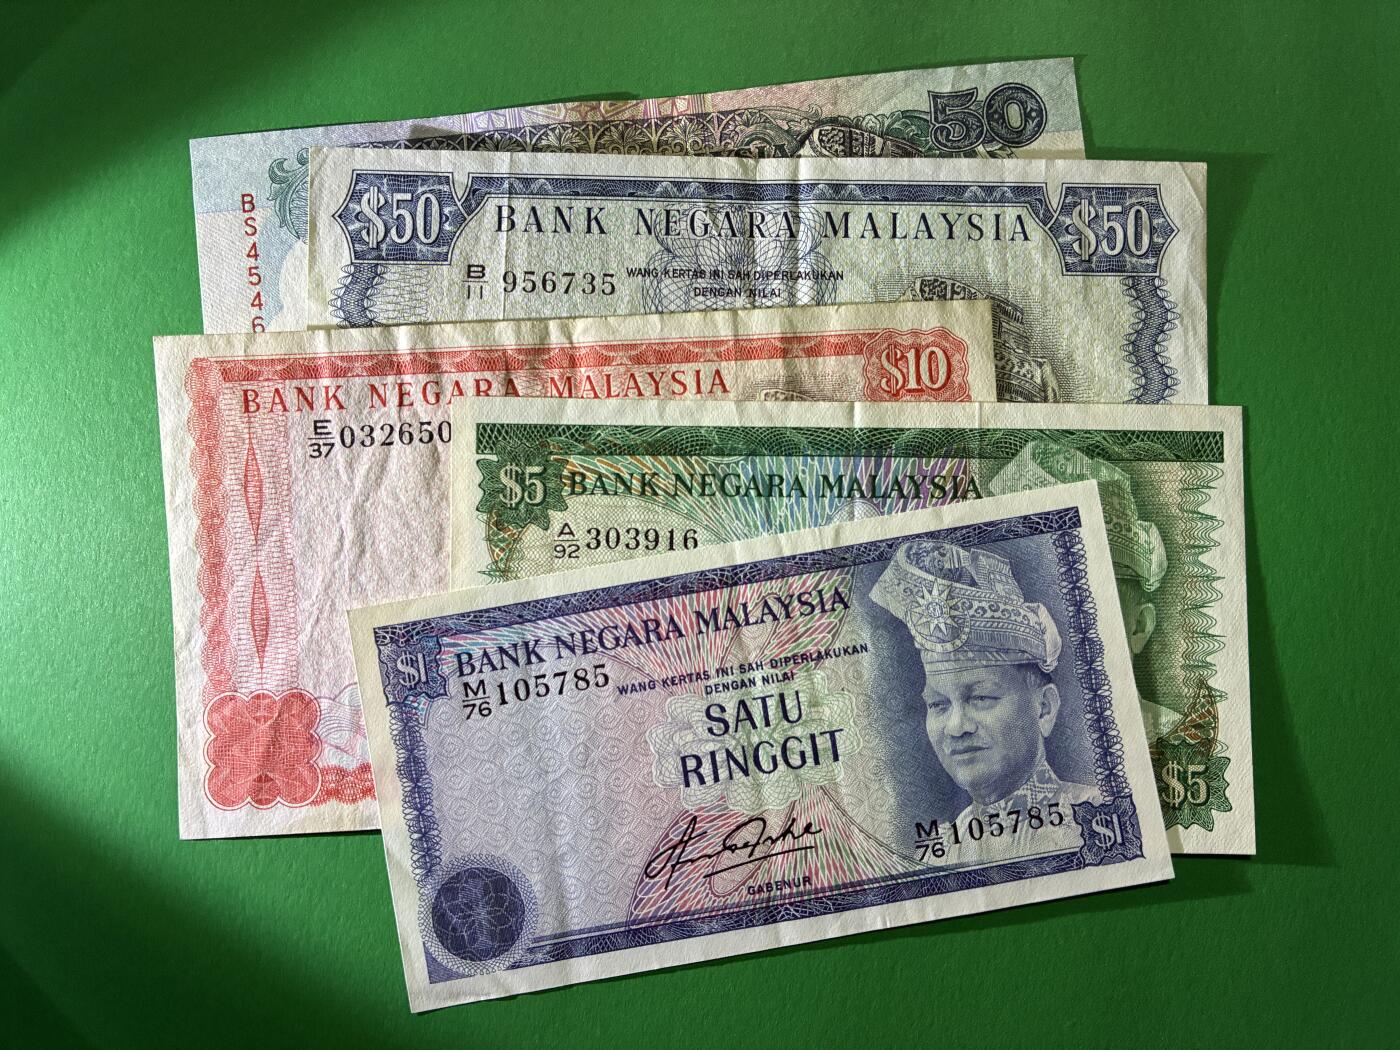 50
BS4546
$50 BANK NEGARA MALAYSIA $50
B/11 956735 WANG KERTAS INI SAH DIPERLAKUKAN
DENGAN NILAI
BANK NEGARA MALAYSIA $10
E/37 032650
$5 BANK NEGARA MALAYSIA
A/92 303916
$5
$1 BANK NEGARA MALAYSIA
M/76 105785 WANG KERTAS INI SAH DIPERLAKUKAN
DENGAN NILAI
SATU
RINGGIT
GABENUR
M/76 105785 $1